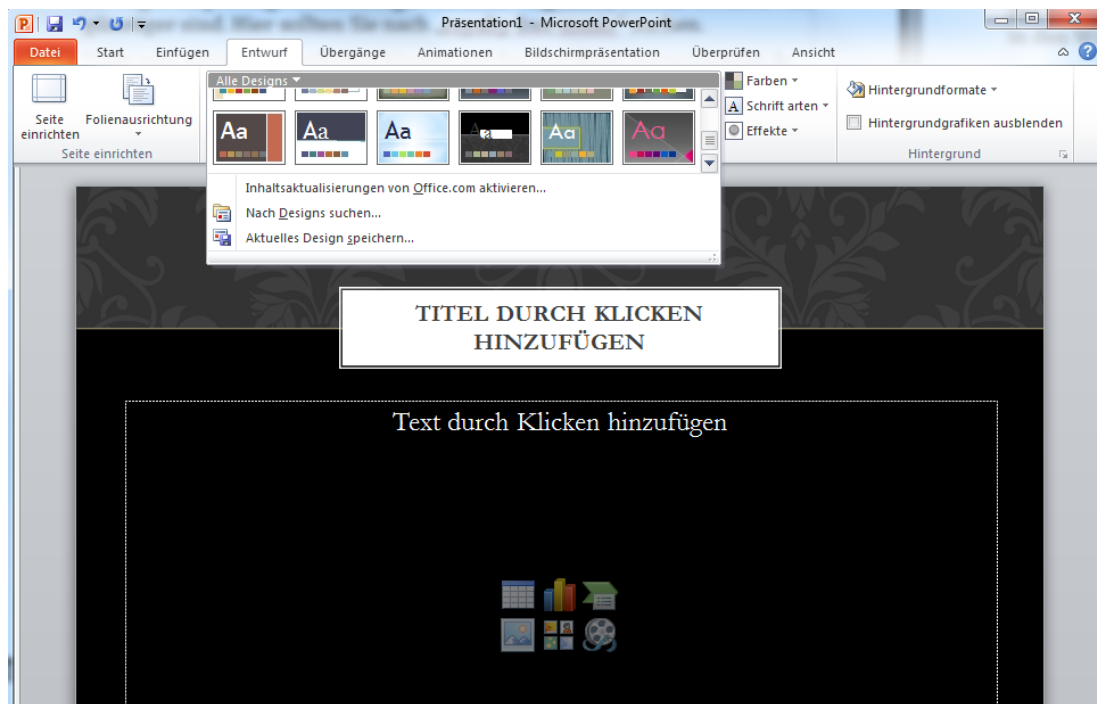 Präsentation1 - Microsoft PowerPoint
Datei Start Einfügen Entwurf Übergänge Animationen Bildschirmpräsentation Überprüfen Ansicht
Seite einrichten
Folienausrichtung
Seite einrichten
Alle Designs
Aa Aa Aa Aa Aa Aa
Inhaltsaktualisierungen von Office.com aktivieren...
Nach Designs suchen...
Aktuelles Design speichern...
Farben
Schrift arten
Effekte
Hintergrundformate
Hintergrundgrafiken ausblenden
Hintergrund
TITEL DURCH KLICKEN
HINZUFÜGEN
Text durch Klicken hinzufügen